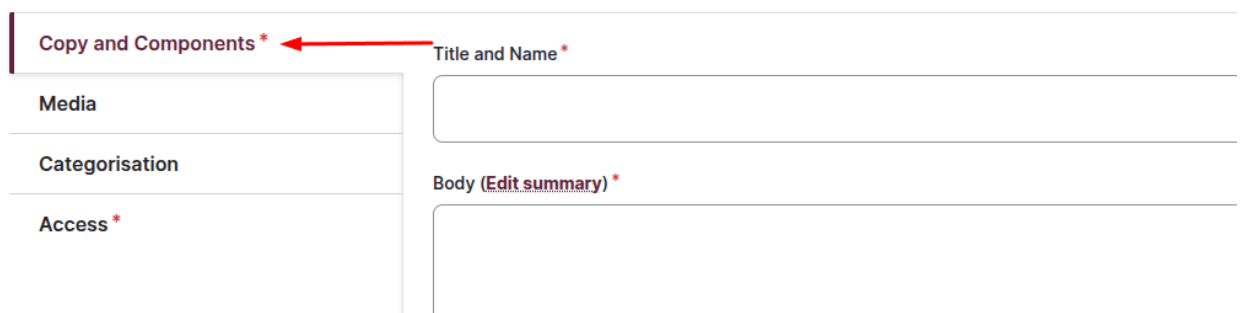 Copy and Components *
Media
Categorisation
Access *
Title and Name *
Body (Edit summary) *